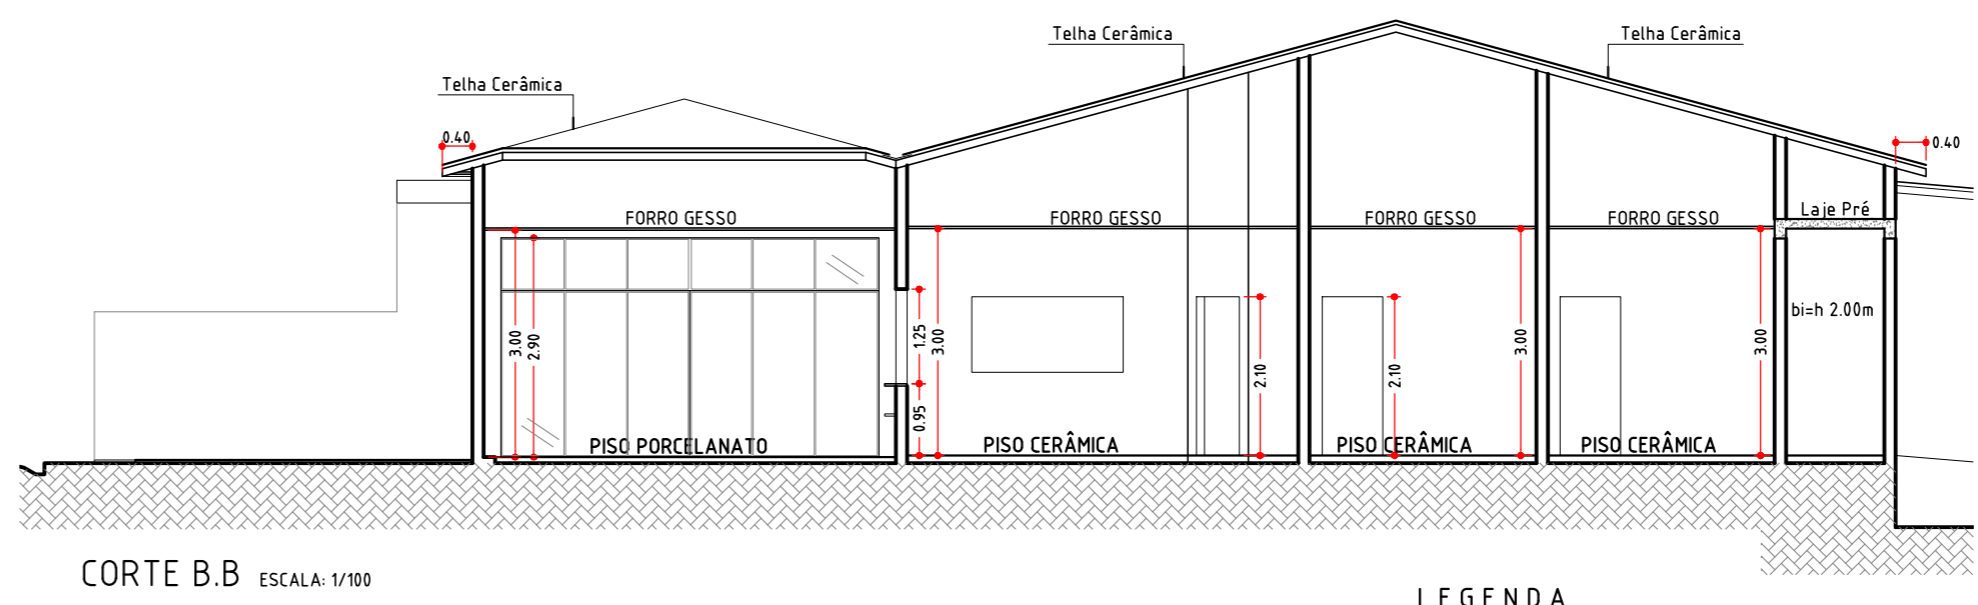 Telha Cerâmica
Telha Cerâmica
Telha Cerâmica
0.40
0.40
FORRO GESSO
FORRO GESSO
FORRO GESSO
FORRO GESSO
Laje Pré
3.00
2.90
1.25
3.00
0.95
2.10
2.10
3.00
3.00
bi=h 2.00m
PISO PORCELANATO
PISO CERÂMICA
PISO CERÂMICA
PISO CERÂMICA
CORTE B.B ESCALA: 1/100
LEGENDA